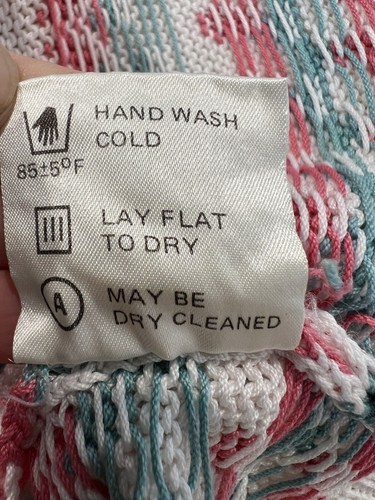 HAND WASH
COLD
85±5°F
LAY FLAT
TO DRY
A
MAY BE
DRY CLEANED